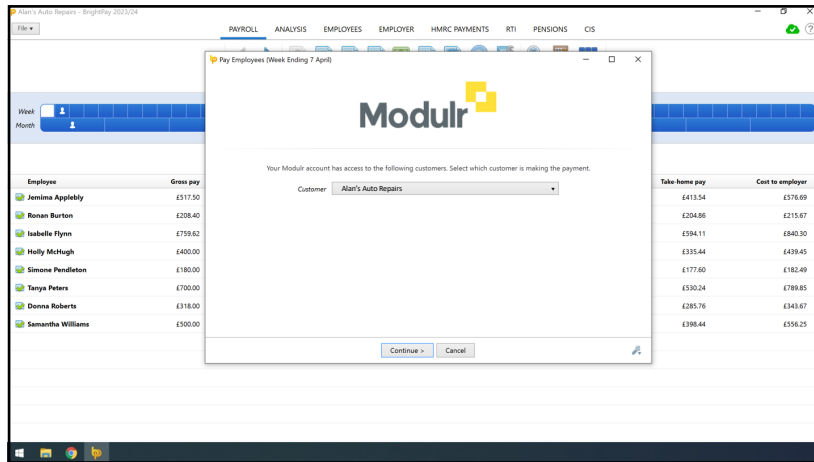 Alan's Auto Repairs - BrightPay 2023/24
File
PAYROLL ANALYSIS EMPLOYEES EMPLOYER HMRC PAYMENTS RTI PENSIONS CIS
Pay Employees (Week Ending 7 April)
Modulr
Your Modulr account has access to the following customers. Select which customer is making the payment.
Customer Alan's Auto Repairs
Continue > Cancel
Week 1
Month 1
Employee Gross pay Take-home pay Cost to employer
Jemima Applebly £517.50 £413.54 £576.69
Ronan Burton £208.40 £204.86 £215.67
Isabelle Flynn £759.62 £594.11 £840.30
Holly McHugh £400.00 £335.44 £439.45
Simone Pendleton £180.00 £177.60 £182.49
Tanya Peters £700.00 £530.24 £789.85
Donna Roberts £318.00 £285.76 £343.67
Samantha Williams £500.00 £398.44 £556.25